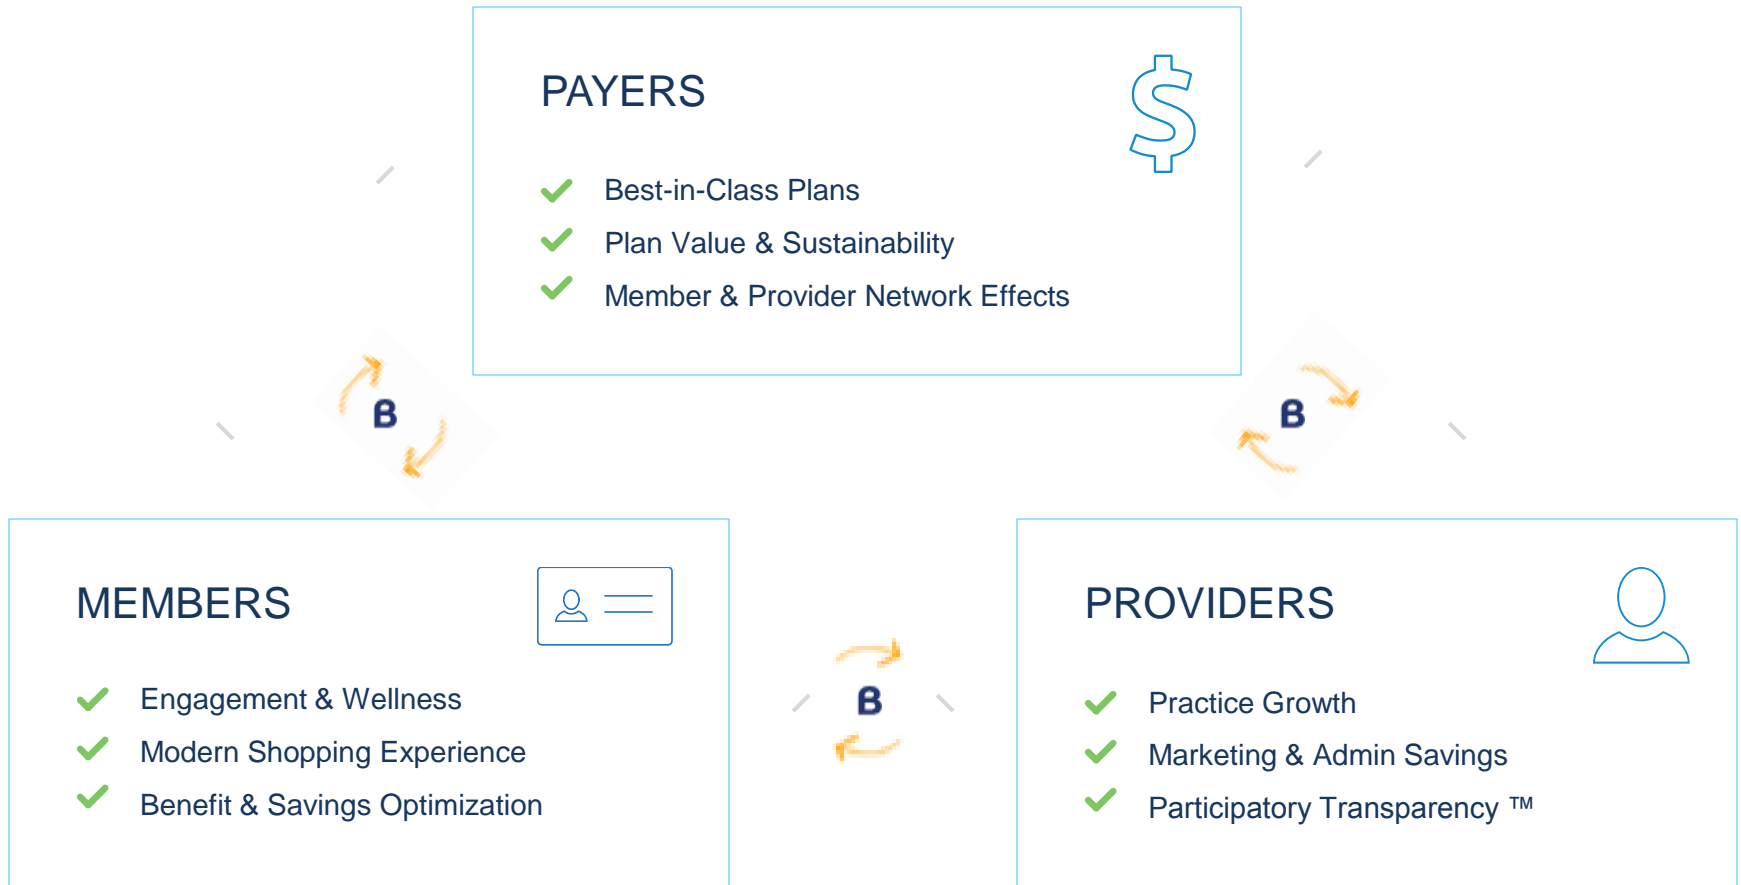 PAYERS
$
Best-in-Class Plans
Plan Value & Sustainability
Member & Provider Network Effects
B
B
MEMBERS
Engagement & Wellness
Modern Shopping Experience
Benefit & Savings Optimization
B
PROVIDERS
Practice Growth
Marketing & Admin Savings
Participatory Transparency ™